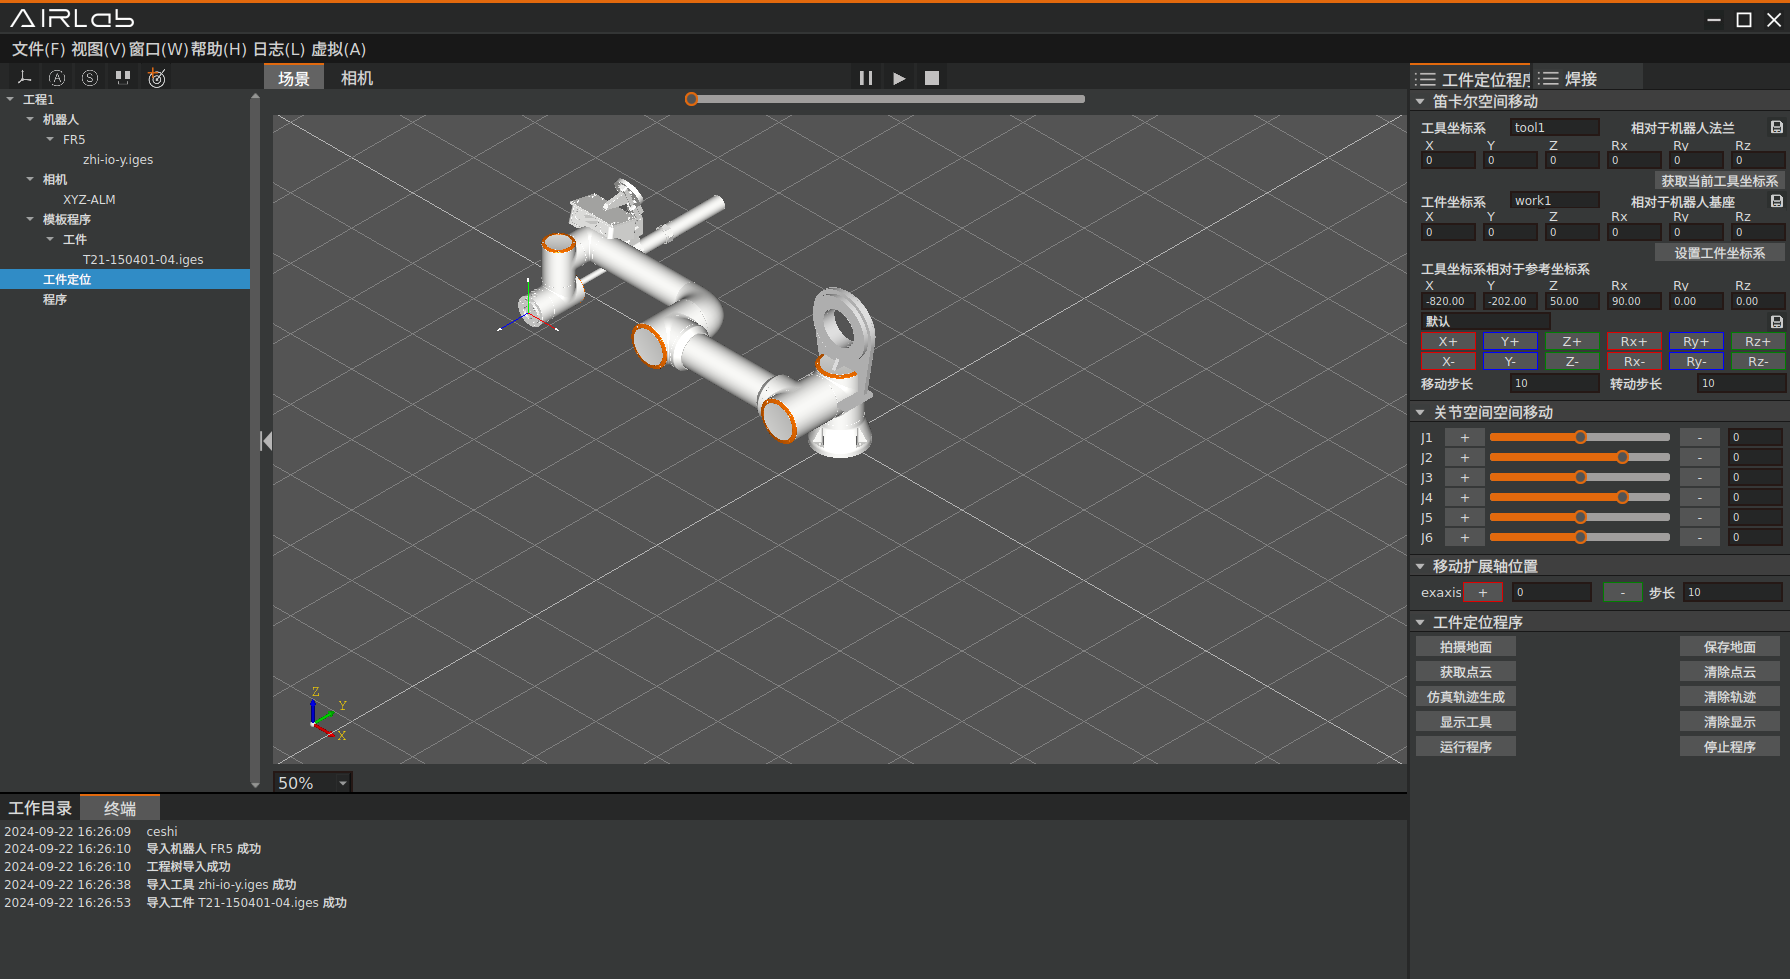 AIRLab
文件(F) 视图(V) 窗口(W) 帮助(H) 日志(L) 虚拟(A)
A S
场景 相机
工程1
机器人
FR5
zhi-io-y.iges
相机
XYZ-ALM
模板程序
工件
T21-150401-04.iges
工件定位
程序
Z
Y
X
50%
工作目录 终端
2024-09-22 16:26:09 ceshi
2024-09-22 16:26:10 导入机器人 FR5 成功
2024-09-22 16:26:10 工程树导入成功
2024-09-22 16:26:38 导入工具 zhi-io-y.iges 成功
2024-09-22 16:26:53 导入工件 T21-150401-04.iges 成功
工件定位程序 焊接
笛卡尔空间移动
工具坐标系 tool1 相对于机器人法兰
X Y Z Rx Ry Rz
0 0 0 0 0 0
获取当前工具坐标系
工件坐标系 work1 相对于机器人基座
X Y Z Rx Ry Rz
0 0 0 0 0 0
设置工件坐标系
工具坐标系相对于参考坐标系
X Y Z Rx Ry Rz
-820.00 -202.00 50.00 90.00 0.00 0.00
默认
X+ Y+ Z+ Rx+ Ry+ Rz+
X- Y- Z- Rx- Ry- Rz-
移动步长 10 转动步长 10
关节空间空间移动
J1 + - 0
J2 + - 0
J3 + - 0
J4 + - 0
J5 + - 0
J6 + - 0
移动扩展轴位置
exaxis + 0 - 步长 10
工件定位程序
拍摄地面 保存地面
获取点云 清除点云
仿真轨迹生成 清除轨迹
显示工具 清除显示
运行程序 停止程序